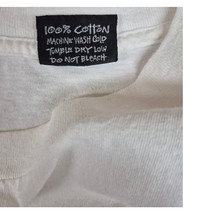 100% COTTON
MACHINE WASH COLD
TUMBLE DRY LOW
DO NOT BLEACH